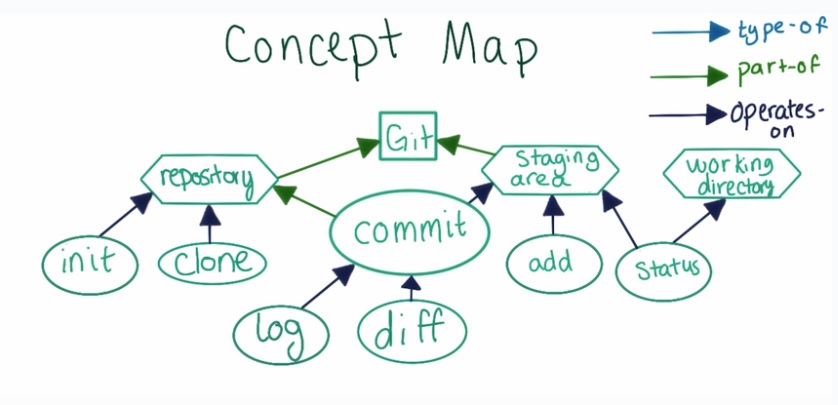 Concept Map
type-of
part-of
operates-
on
Git
repository
Staging
area
working
directory
commit
init
clone
add
Status
log
diff